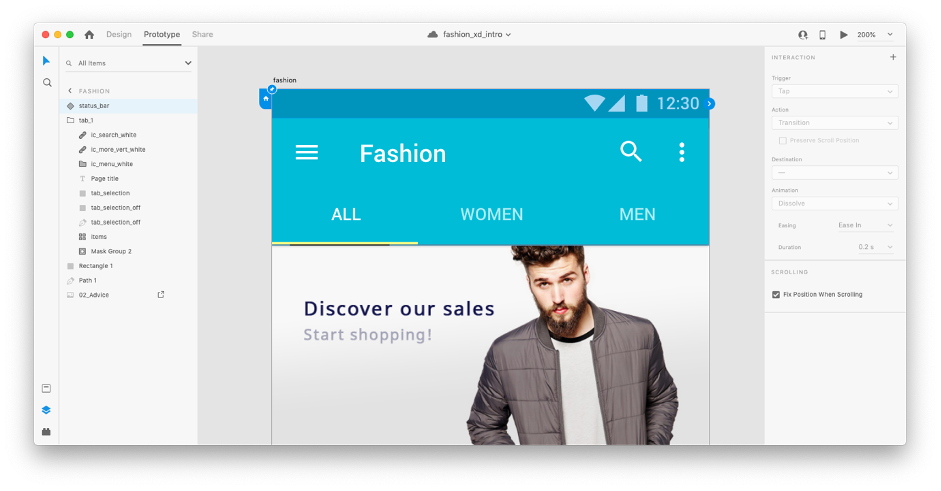 Design Prototype Share
fashion_xd_intro
200%
All Items
FASHION
status_bar
tab_1
ic_search_white
ic_more_vert_white
ic_menu_white
Page title
tab_selection
tab_selection_off
tab_selection_off
Items
Mask Group 2
Rectangle 1
Path 1
02_Advice
fashion
12:30
Fashion
ALL WOMEN MEN
Discover our sales
Start shopping!
INTERACTION
Trigger
Tap
Action
Transition
Preserve Scroll Position
Destination
—
Animation
Dissolve
Easing Ease In
Duration 0.2 s
SCROLLING
Fix Position When Scrolling